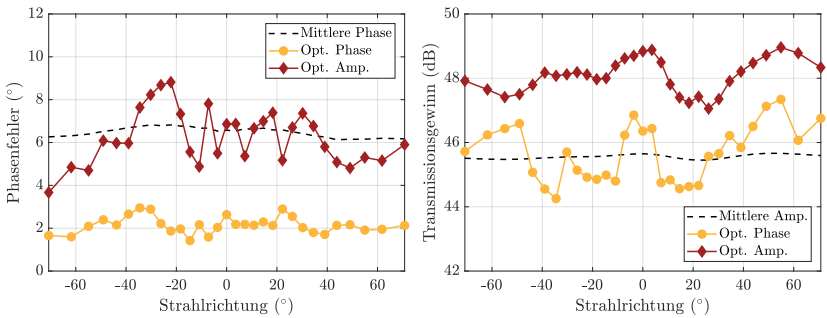 12
10
8
6
4
2
0
-60 -40 -20 0 20 40 60
Phasenfehler (°)
Strahlrichtung (°)
Mittlere Phase
Opt. Phase
Opt. Amp.
50
48
46
44
42
-60 -40 -20 0 20 40 60
Transmissionsgewinn (dB)
Strahlrichtung (°)
Mittlere Amp.
Opt. Phase
Opt. Amp.